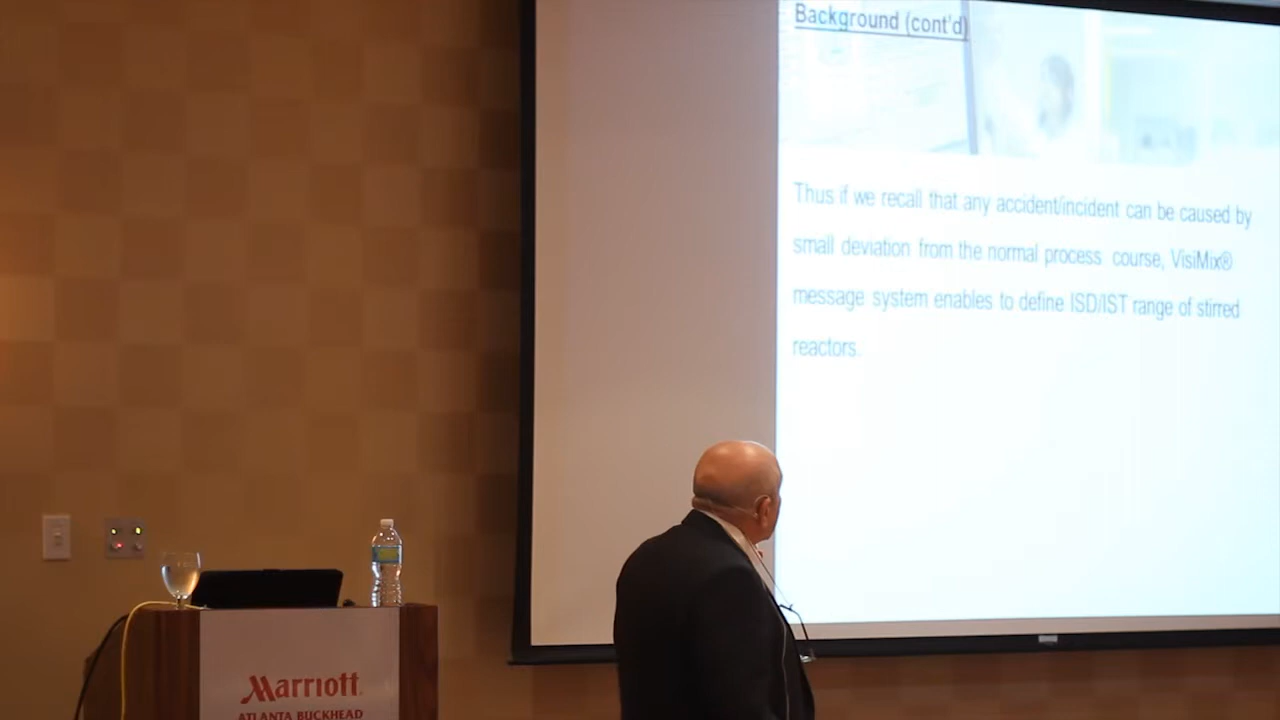 Background (cont'd)
Thus if we recall that any accident/incident can be caused by
small deviation from the normal process course, VisiMix®
message system enables to define ISD/IST range of stirred
reactors.
Marriott
ATLANTA BUCKHEAD